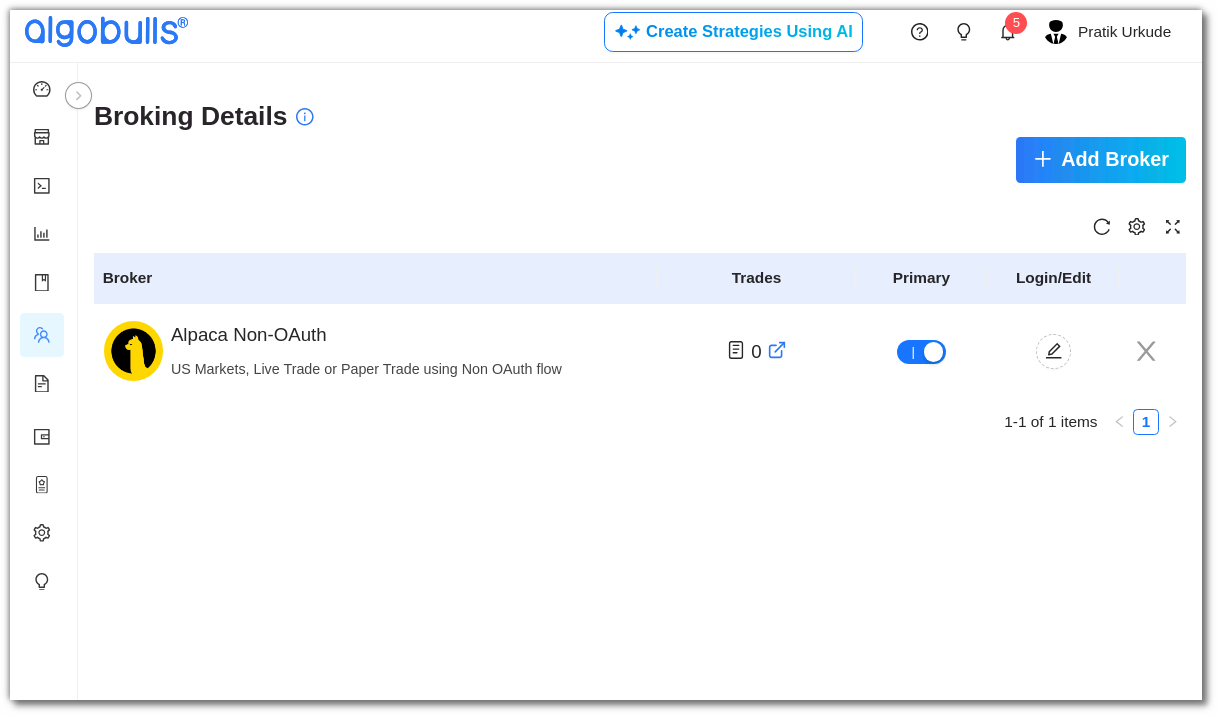 algobulls®
Create Strategies Using AI
5
Pratik Urkude
Broking Details
Add Broker
Broker Trades Primary Login/Edit
Alpaca Non-OAuth
US Markets, Live Trade or Paper Trade using Non OAuth flow
0
1-1 of 1 items 1